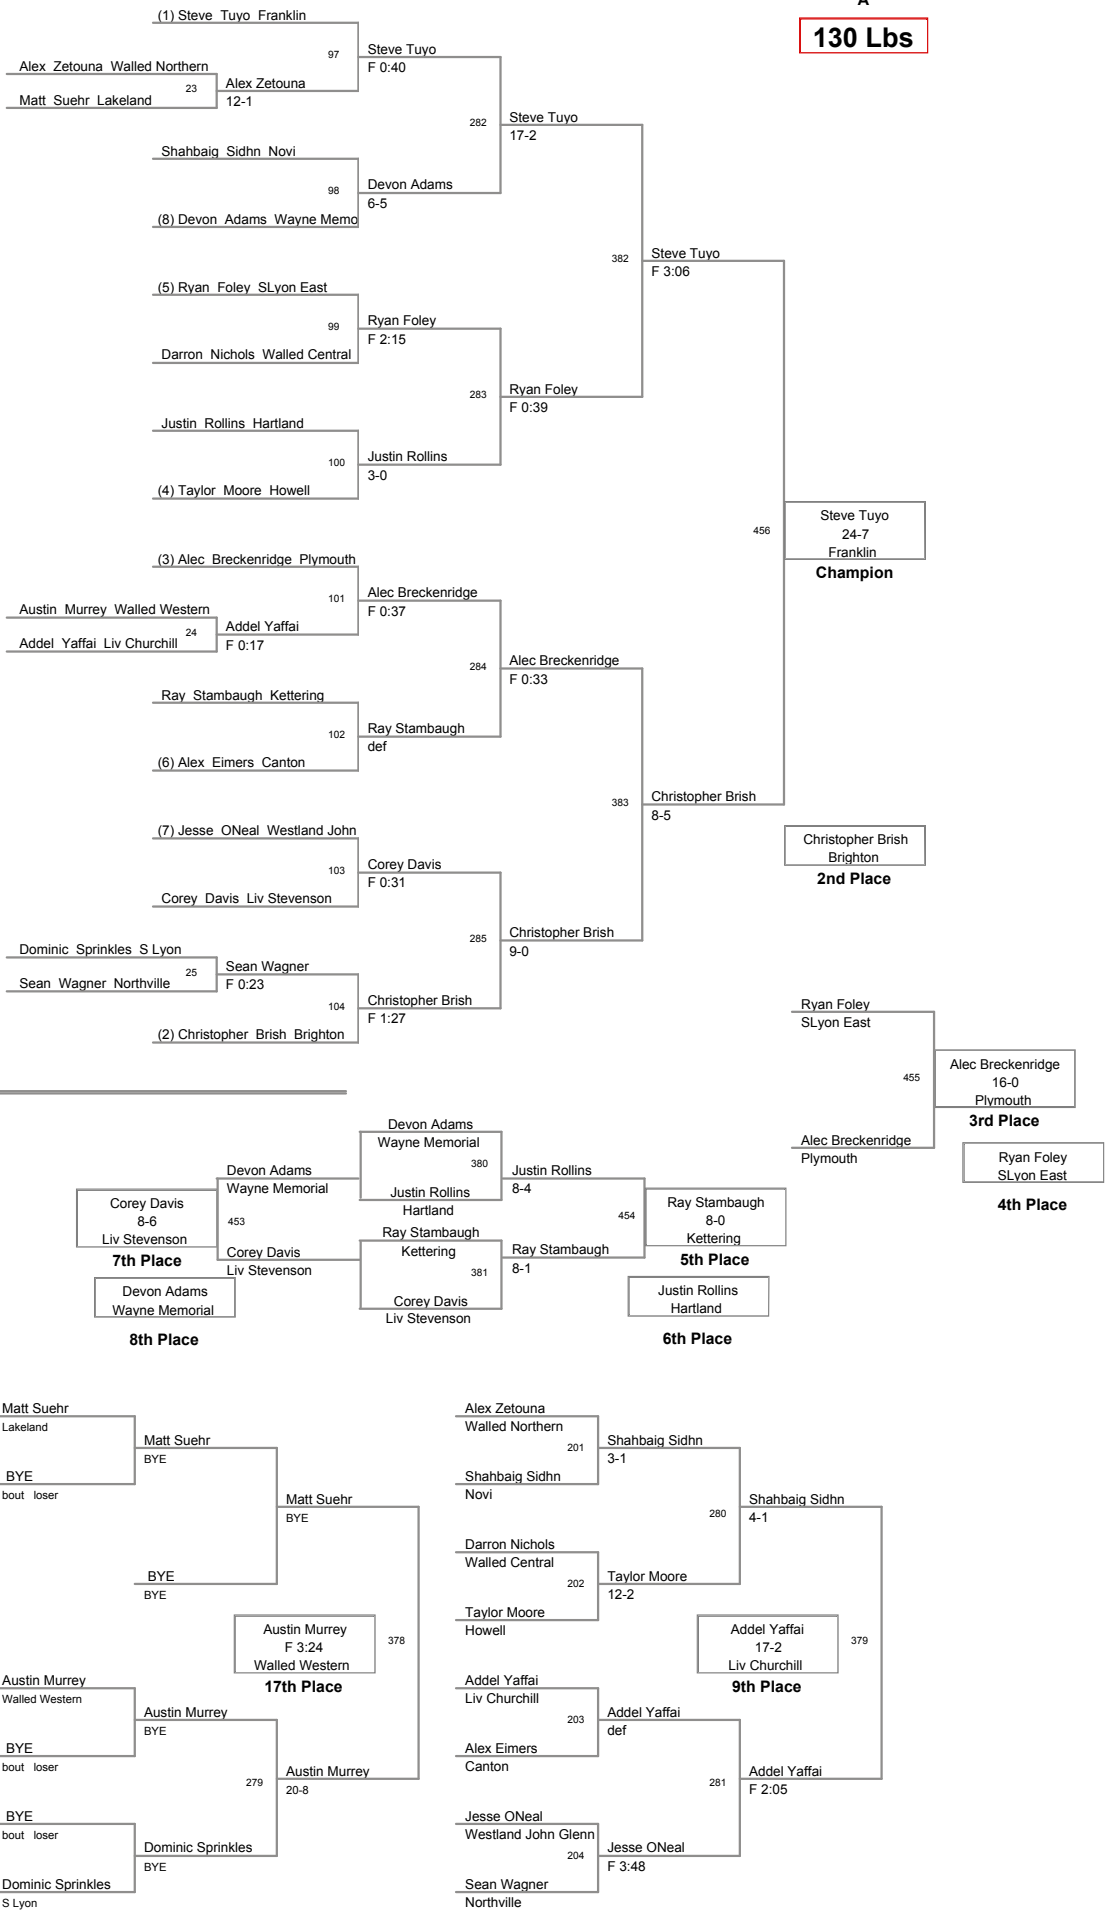 A
130 Lbs
(1) Steve Tuyo Franklin
97
Steve Tuyo
F 0:40
Alex Zetouna Walled Northern
23
Alex Zetouna
12-1
Matt Suehr Lakeland
282
Steve Tuyo
17-2
Shahbaig Sidhn Novi
98
Devon Adams
6-5
(8) Devon Adams Wayne Memo
382
Steve Tuyo
F 3:06
(5) Ryan Foley SLyon East
99
Ryan Foley
F 2:15
Darron Nichols Walled Central
283
Ryan Foley
F 0:39
Justin Rollins Hartland
100
Justin Rollins
3-0
(4) Taylor Moore Howell
456
Steve Tuyo
24-7
Franklin
Champion
(3) Alec Breckenridge Plymouth
101
Alec Breckenridge
F 0:37
Austin Murrey Walled Western
24
Addel Yaffai
F 0:17
Addel Yaffai Liv Churchill
284
Alec Breckenridge
F 0:33
Ray Stambaugh Kettering
102
Ray Stambaugh
def
(6) Alex Eimers Canton
383
Christopher Brish
8-5
(7) Jesse ONeal Westland John
103
Corey Davis
F 0:31
Corey Davis Liv Stevenson
Christopher Brish
Brighton
2nd Place
285
Christopher Brish
9-0
Dominic Sprinkles S Lyon
25
Sean Wagner
F 0:23
Sean Wagner Northville
104
Christopher Brish
F 1:27
(2) Christopher Brish Brighton
Ryan Foley
SLyon East
455
Alec Breckenridge
16-0
Plymouth
3rd Place
Alec Breckenridge
Plymouth
Ryan Foley
SLyon East
4th Place
Devon Adams
Wayne Memorial
380
Justin Rollins
8-4
Justin Rollins
Hartland
Devon Adams
Wayne Memorial
453
Corey Davis
8-6
Liv Stevenson
7th Place
Corey Davis
Liv Stevenson
Devon Adams
Wayne Memorial
8th Place
Ray Stambaugh
Kettering
381
Ray Stambaugh
8-1
Corey Davis
Liv Stevenson
454
Ray Stambaugh
8-0
Kettering
5th Place
Justin Rollins
Hartland
6th Place
Matt Suehr
Lakeland
Matt Suehr
BYE
BYE
bout loser
Matt Suehr
BYE
BYE
BYE
Austin Murrey
F 3:24
Walled Western
17th Place
378
Austin Murrey
Walled Western
Austin Murrey
BYE
BYE
bout loser
279
Austin Murrey
20-8
BYE
bout loser
Dominic Sprinkles
BYE
Dominic Sprinkles
S Lyon
Alex Zetouna
Walled Northern
201
Shahbaig Sidhn
3-1
Shahbaig Sidhn
Novi
280
Shahbaig Sidhn
4-1
Darron Nichols
Walled Central
202
Taylor Moore
12-2
Taylor Moore
Howell
Addel Yaffai
17-2
Liv Churchill
9th Place
379
Addel Yaffai
Liv Churchill
203
Addel Yaffai
def
Alex Eimers
Canton
281
Addel Yaffai
F 2:05
Jesse ONeal
Westland John Glenn
204
Jesse ONeal
F 3:48
Sean Wagner
Northville